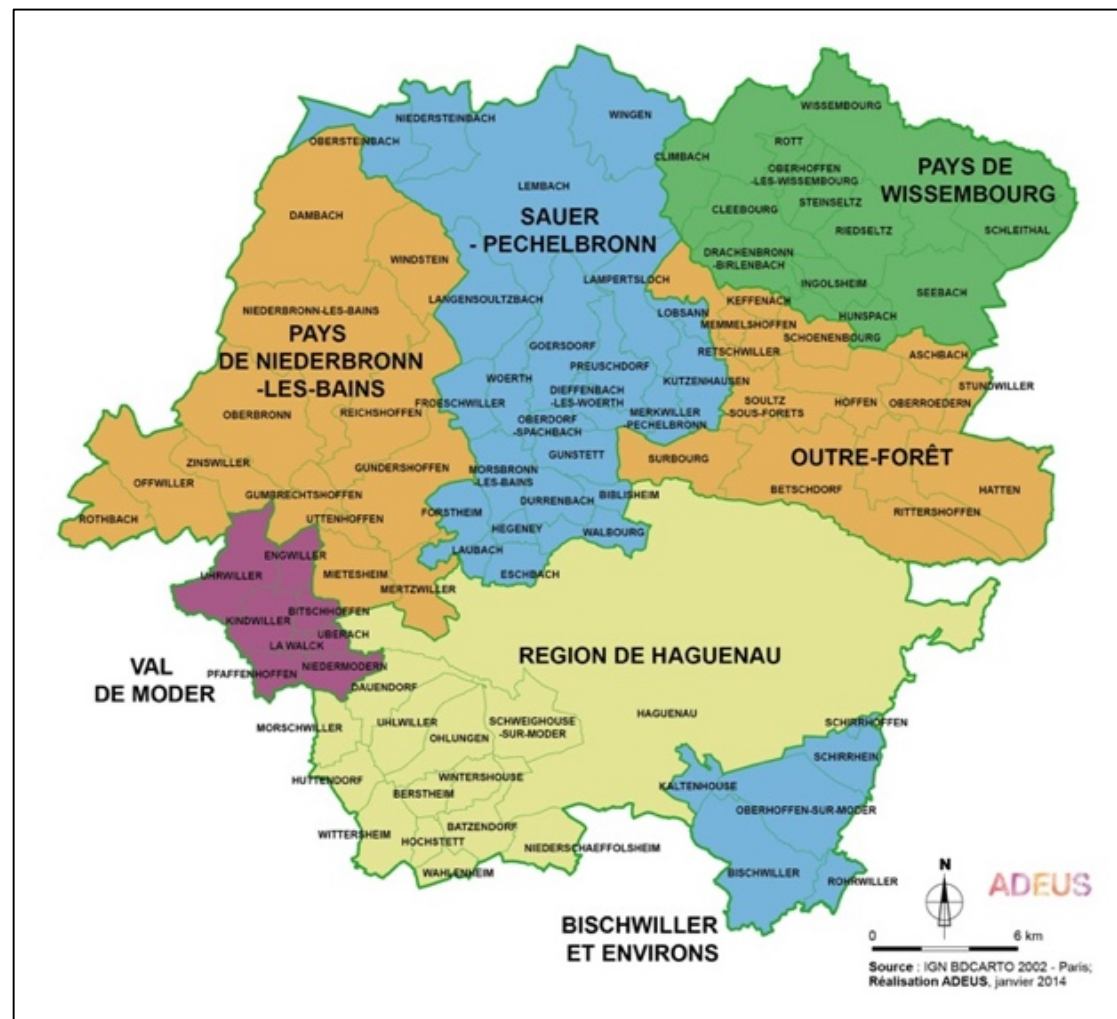 WISSEMBOURG
NIEDERSTEINBACH
WINGEN
OBERSTEINBACH
ROTT
CLIMBACH
OBERHOFFEN
-LES-WISSEMBOURG
PAYS DE
WISSEMBOURG
LEMBACH
STEINSELTZ
CLEEBOURG
DAMBACH
SAUER
- PECHELBRONN
RIEDSELTZ
SCHLEITHAL
WINDSTEIN
DRACHENBRONN
-BIRLENBACH
LAMPERTSLOCH
INGOLSHEIM
SEEBACH
LANGENSOULTZBACH
KEFFENACH
NIEDERBRONN-LES-BAINS
LOBSANN
HUNSPACH
MEMMELSHOFFEN
SCHOENENBOURG
PAYS
DE NIEDERBRONN
-LES-BAINS
GOERSDORF
RETSCHWILLER
ASCHBACH
PREUSCHDORF
WOERTH
KUTZENHAUSEN
STUNDWILLER
DIEFFENBACH
-LES-WOERTH
FROESCHWILLER
HOFFEN
OBERROEDERN
OBERBRONN
REICHSHOFFEN
SOULTZ
-SOUS-FORETS
MERKWILLER
-PECHELBRONN
OBERDORF
-SPACHBACH
GUNSTETT
SURBOURG
OUTRE-FORÊT
ZINSWILLER
GUNDERSHOFFEN
MORSBRONN
-LES-BAINS
OFFWILLER
BETSCHDORF
HATTEN
GUMBRECHTSHOFFEN
DURRENBACH
BIBLISHEIM
RITTERSHOFFEN
ROTHBACH
UTTENHOFFEN
FORSTHEIM
HEGENEY
WALBOURG
ENGWILLER
LAUBACH
UHRWILLER
MIETESHEIM
ESCHBACH
MERTZWILLER
BITSCHHOFFEN
KINDWILLER
UBERACH
LA WALCK
VAL
DE MODER
PFAFFENHOFFEN
NIEDERMODERN
REGION DE HAGUENAU
DAUENDORF
HAGUENAU
MORSCHWILLER
UHLWILLER
SCHWEIGHOUSE
-SUR-MODER
OHLUNGEN
SCHIRRHOFFEN
SCHIRRHEIN
HUTTENDORF
WINTERSHOUSE
KALTENHOUSE
BERSTHEIM
OBERHOFFEN-SUR-MODER
WITTERSHEIM
BATZENDORF
HOCHSTETT
NIEDERSCHAEFFOLSHEIM
WAHLENHEIM
BISCHWILLER
ROHRWILLER
BISCHWILLER
ET ENVIRONS
N
ADEUS
0 6 km
Source : IGN BDCARTO 2002 - Paris;
Réalisation ADEUS, janvier 2014